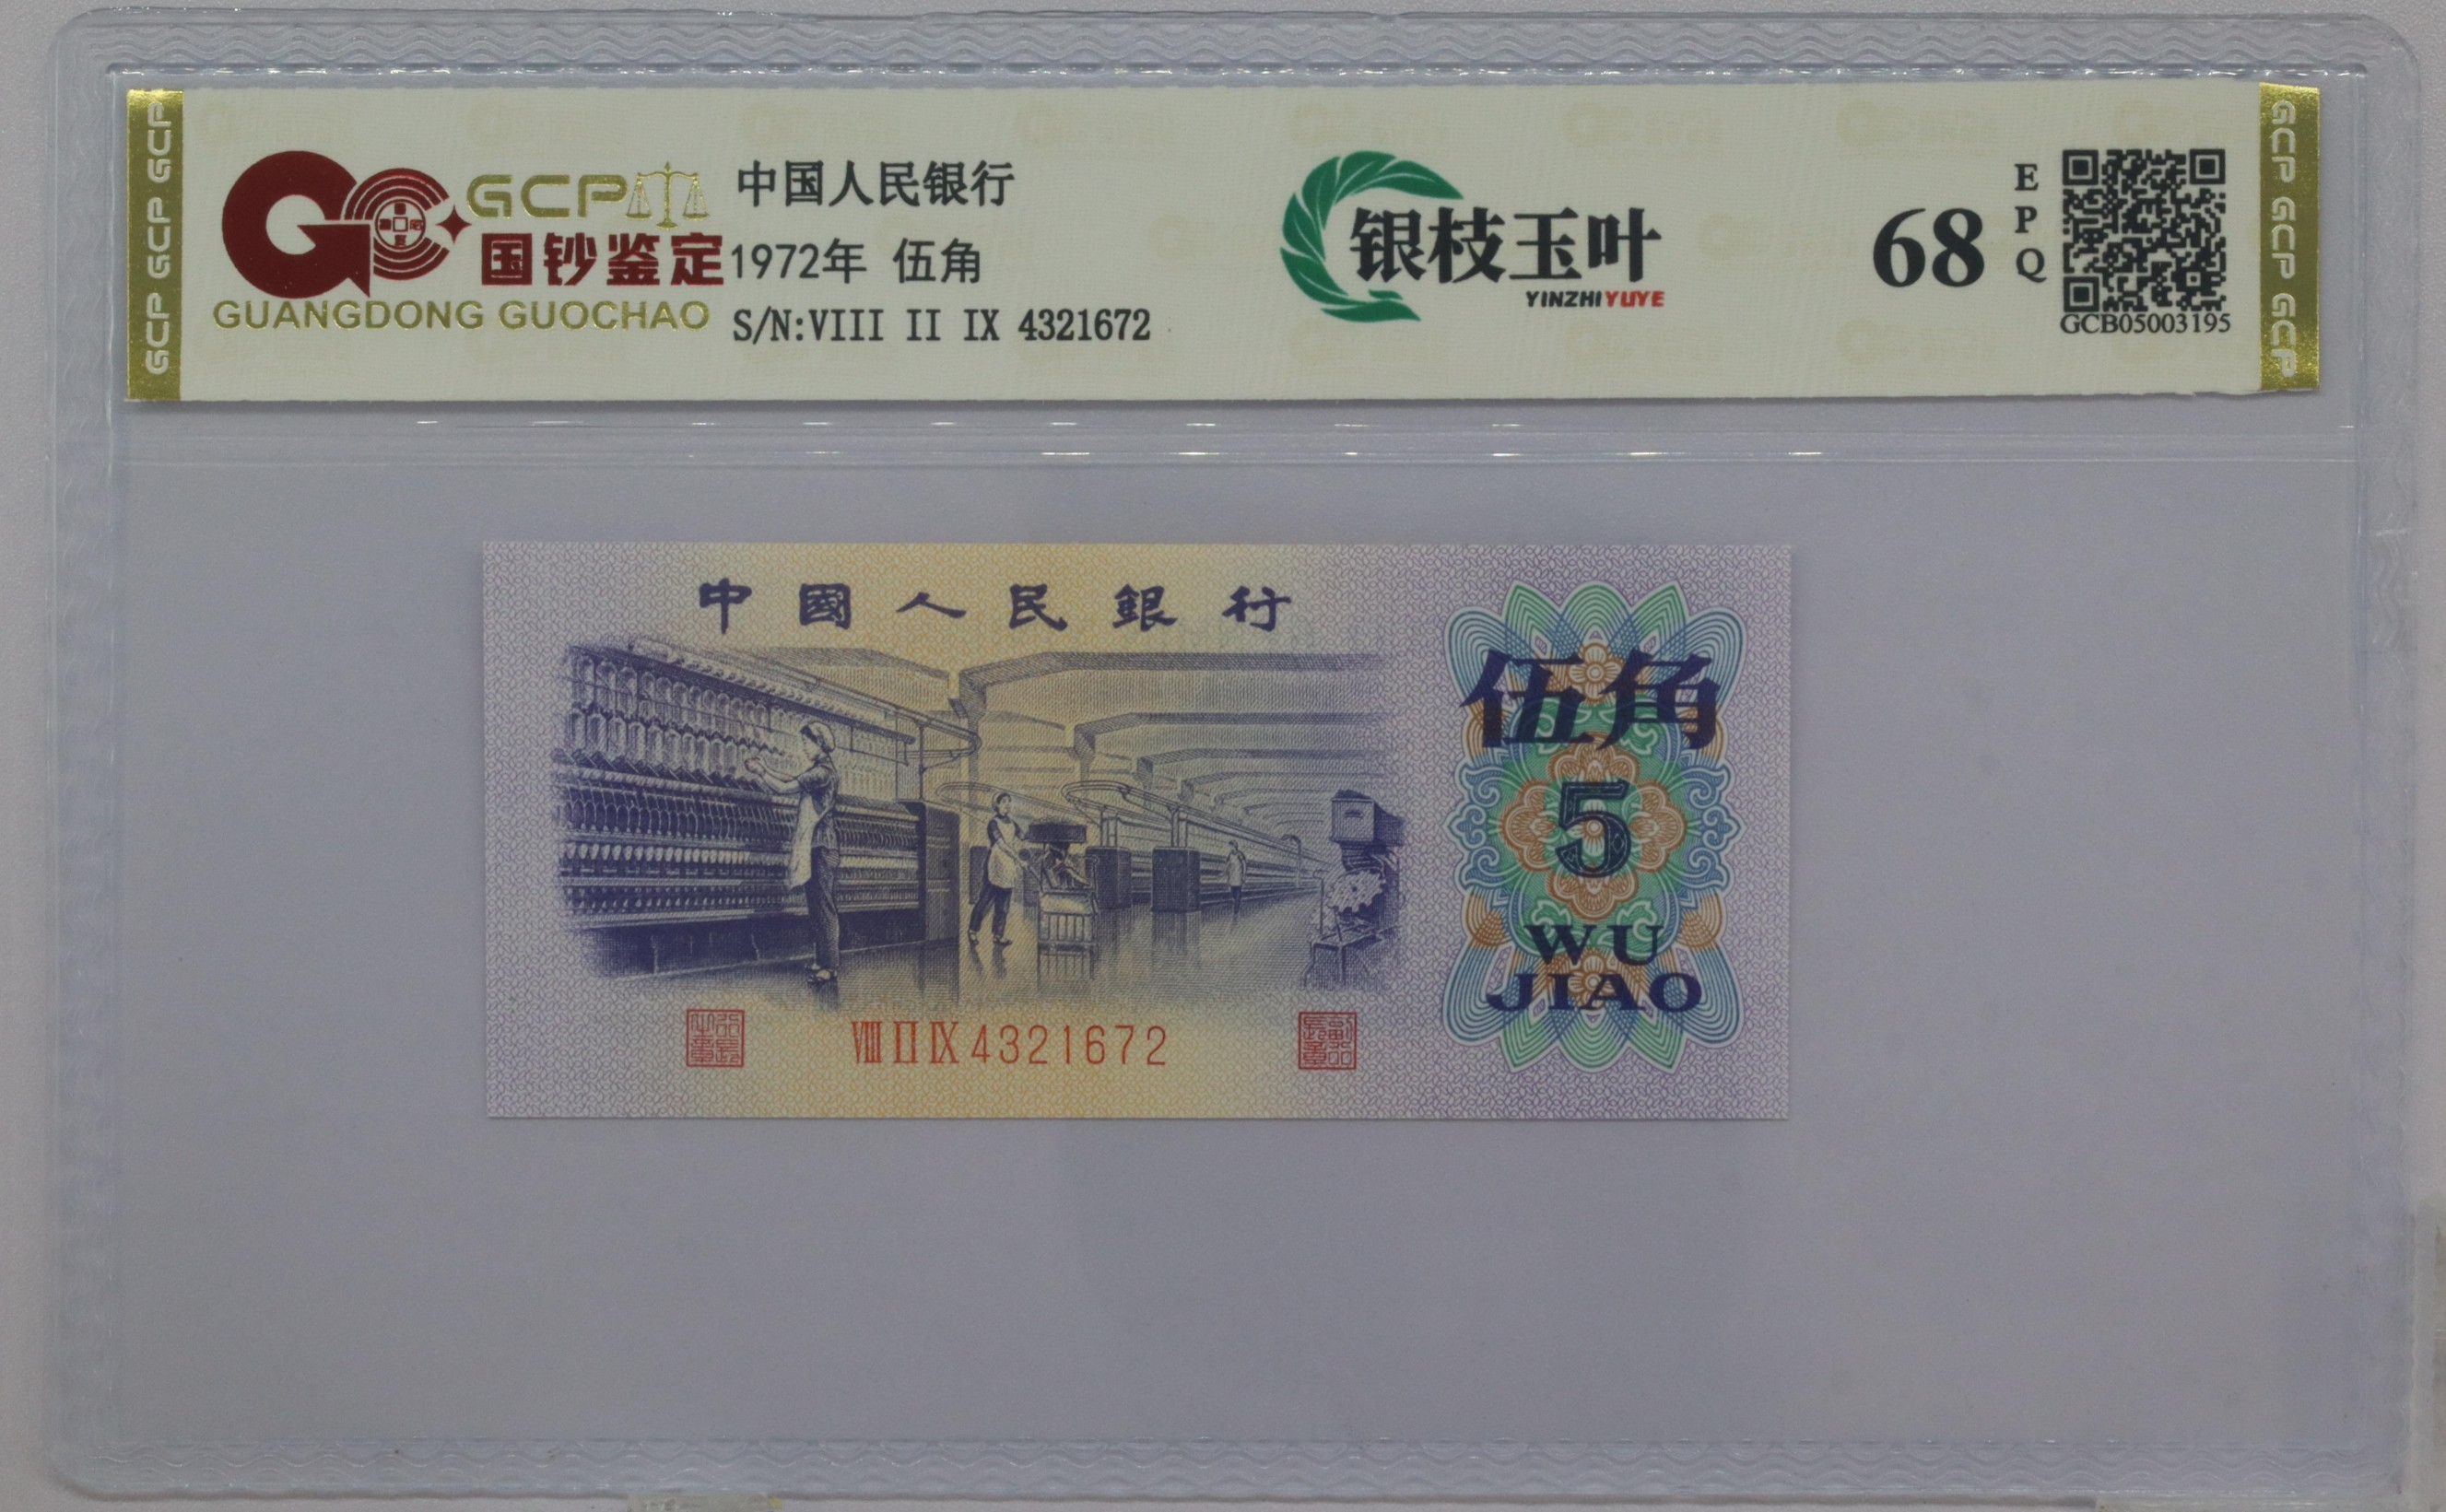 GCP GCP GCP
GCP
国钞鉴定
GUANGDONG GUOCHAO
中国人民银行
1972年 伍角
S/N:VIII II IX 4321672
银枝玉叶
YINZHIYUYE
68
EPQ
GCB05003195
GCP GCP GCP
中國人民銀行
伍角
5
WU
JIAO
VIII II IX 4321672